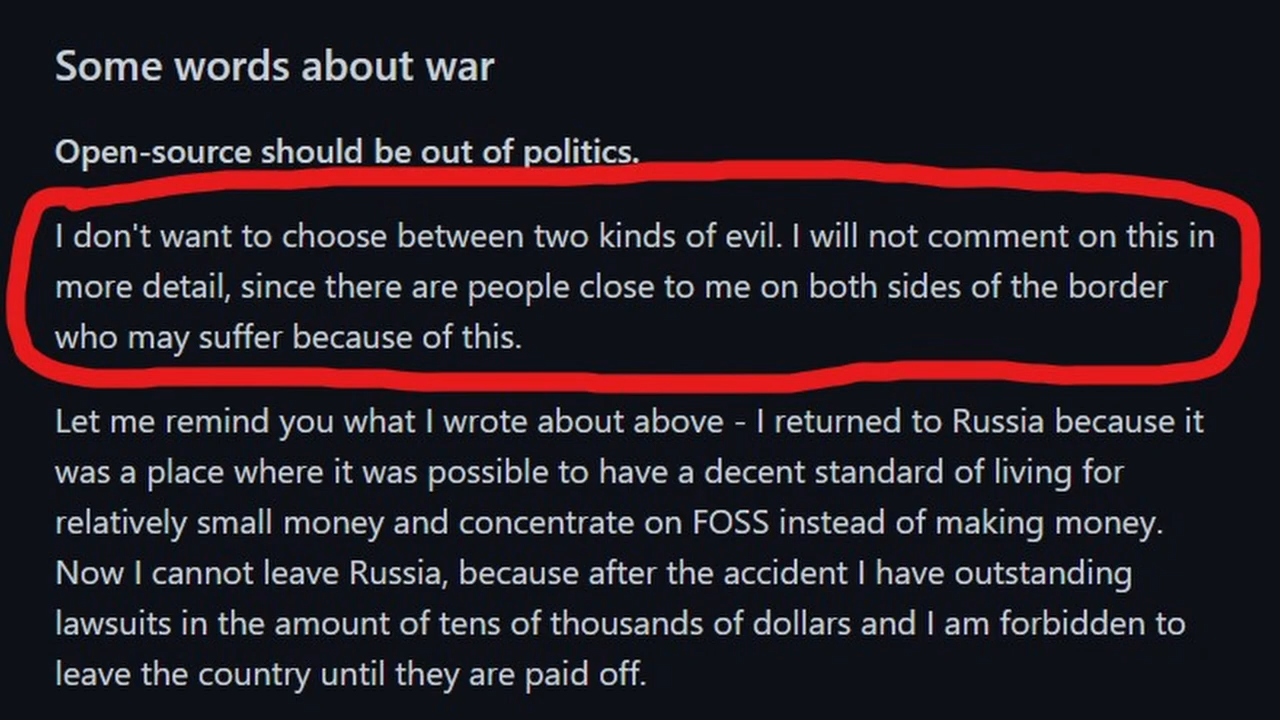 Some words about war
Open-source should be out of politics.
I don't want to choose between two kinds of evil. I will not comment on this in
more detail, since there are people close to me on both sides of the border
who may suffer because of this.
Let me remind you what I wrote about above - I returned to Russia because it
was a place where it was possible to have a decent standard of living for
relatively small money and concentrate on FOSS instead of making money.
Now I cannot leave Russia, because after the accident I have outstanding
lawsuits in the amount of tens of thousands of dollars and I am forbidden to
leave the country until they are paid off.